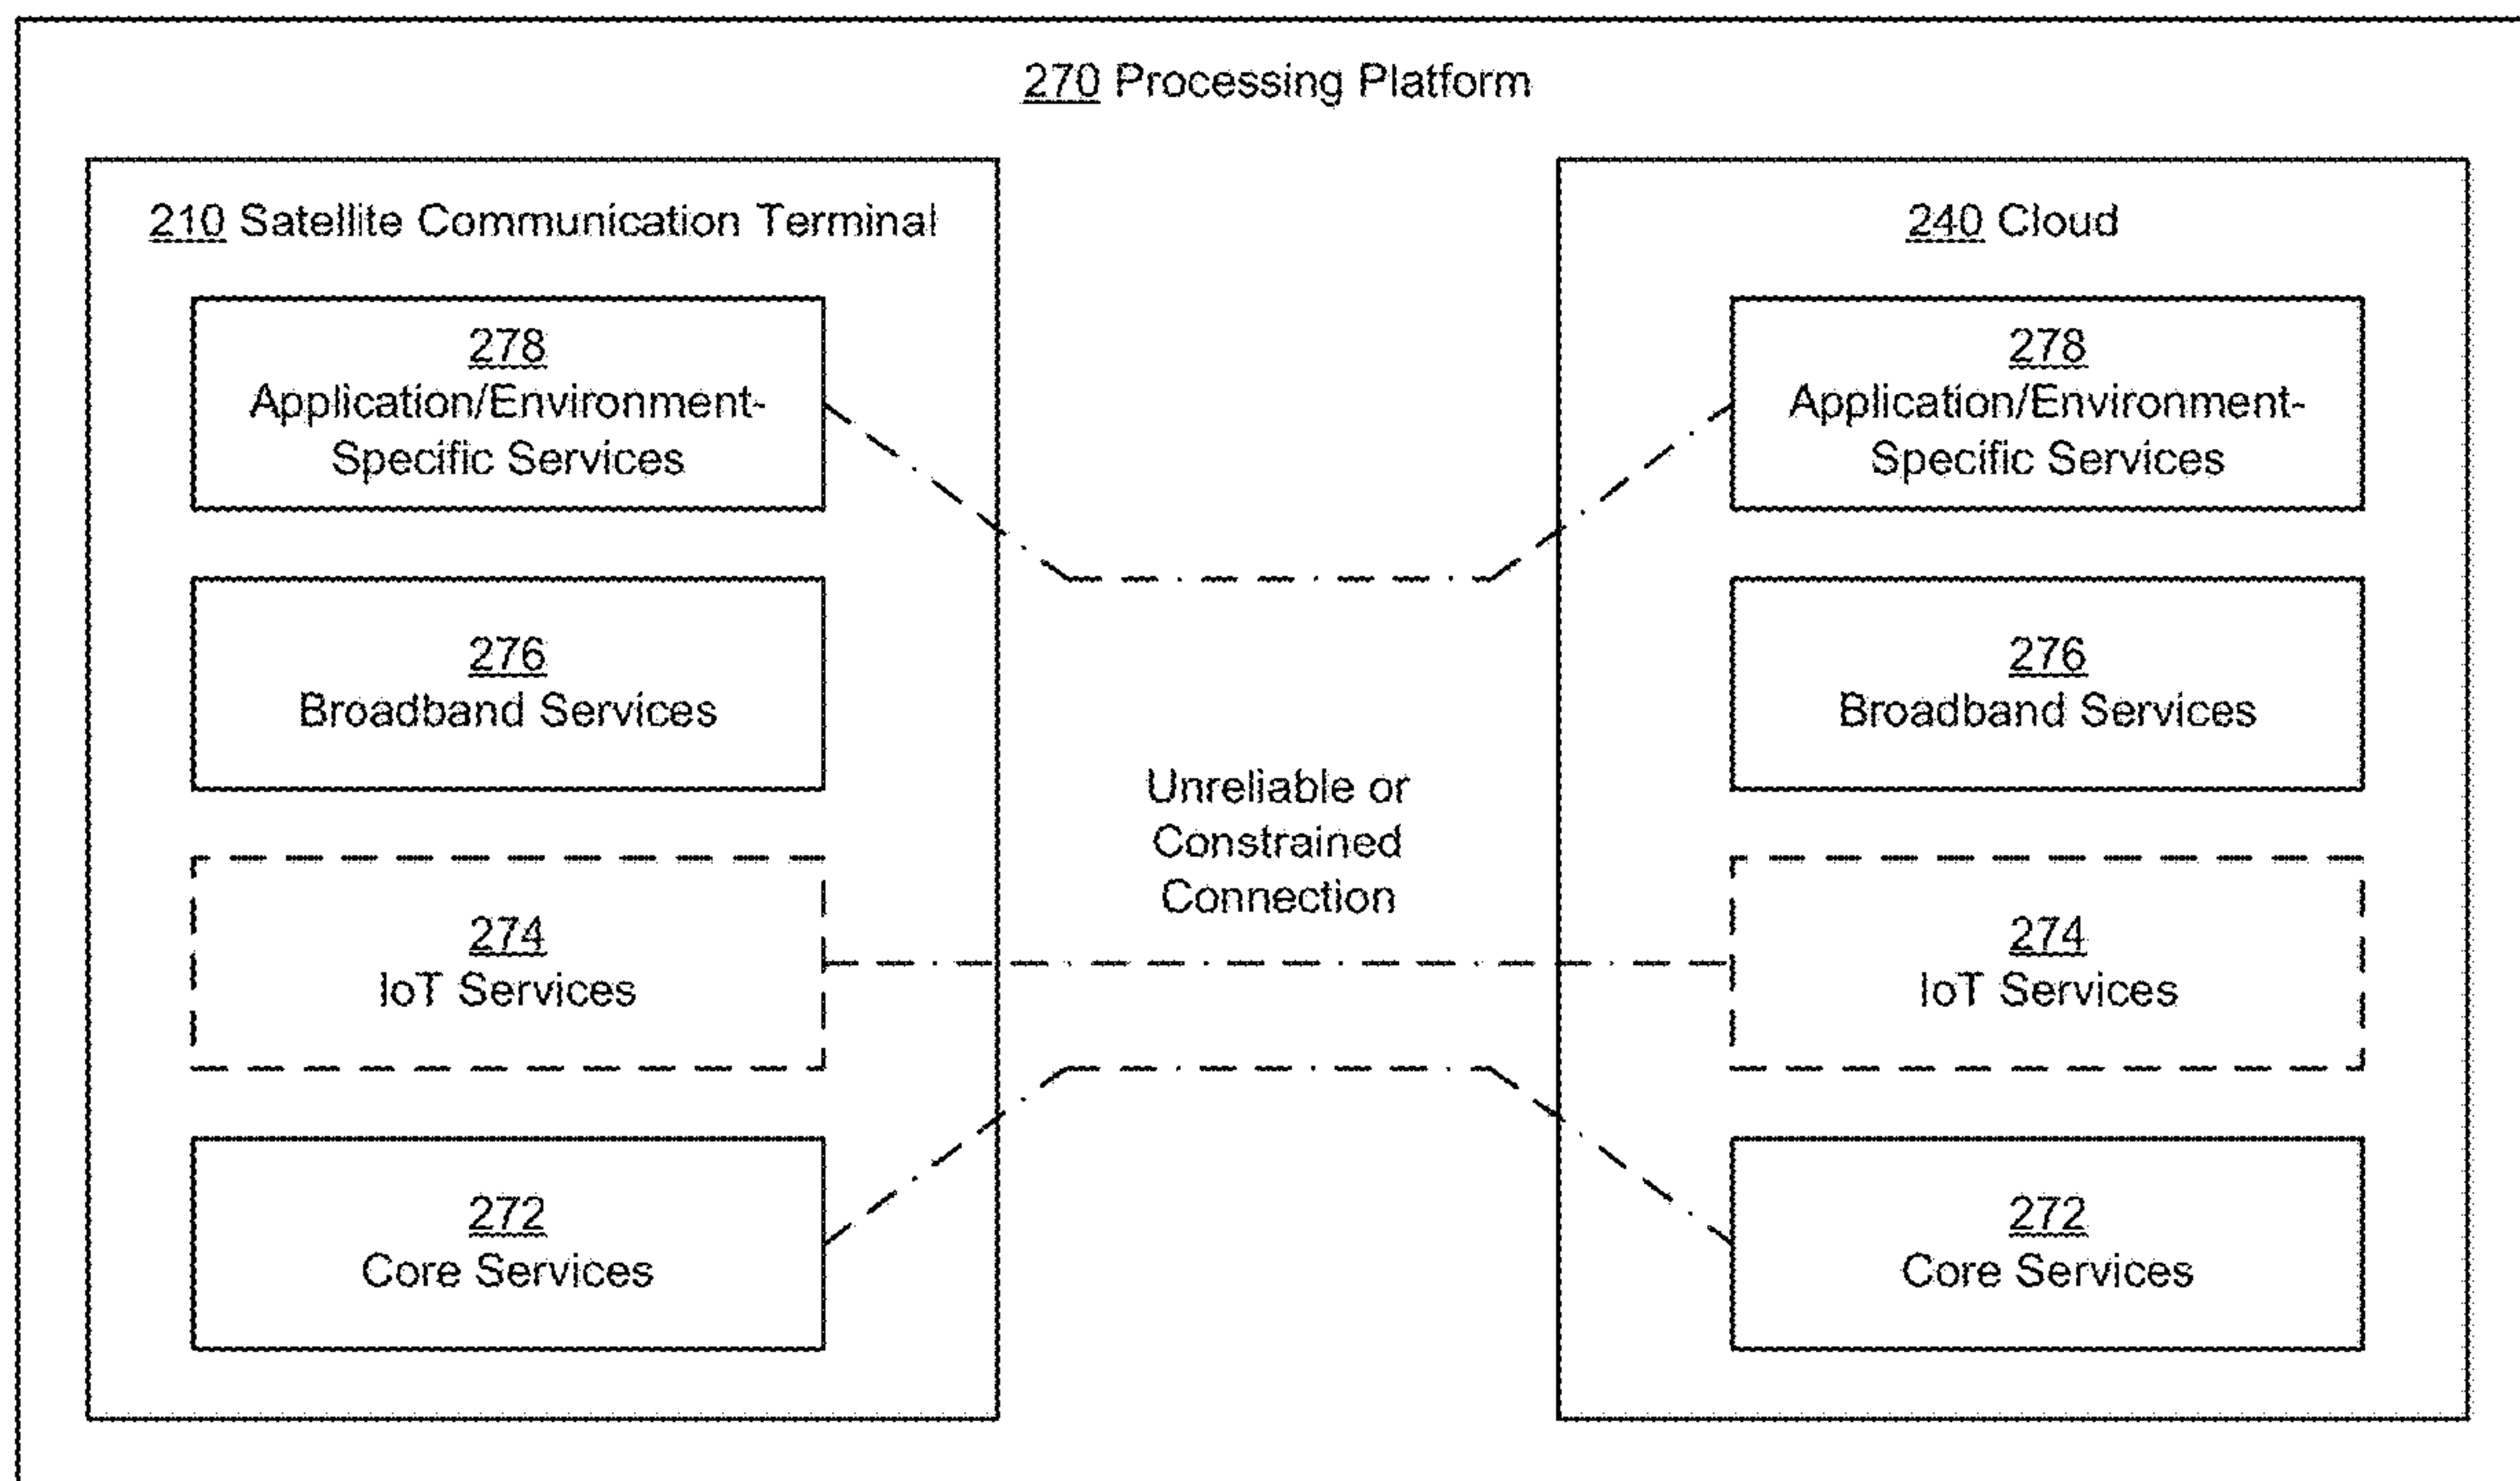 270 Processing Platform
210 Satellite Communication Terminal
278
Application/Environment-
Specific Services
276
Broadband Services
274
IoT Services
272
Core Services
Unreliable or
Constrained
Connection
240 Cloud
278
Application/Environment-
Specific Services
276
Broadband Services
274
IoT Services
272
Core Services